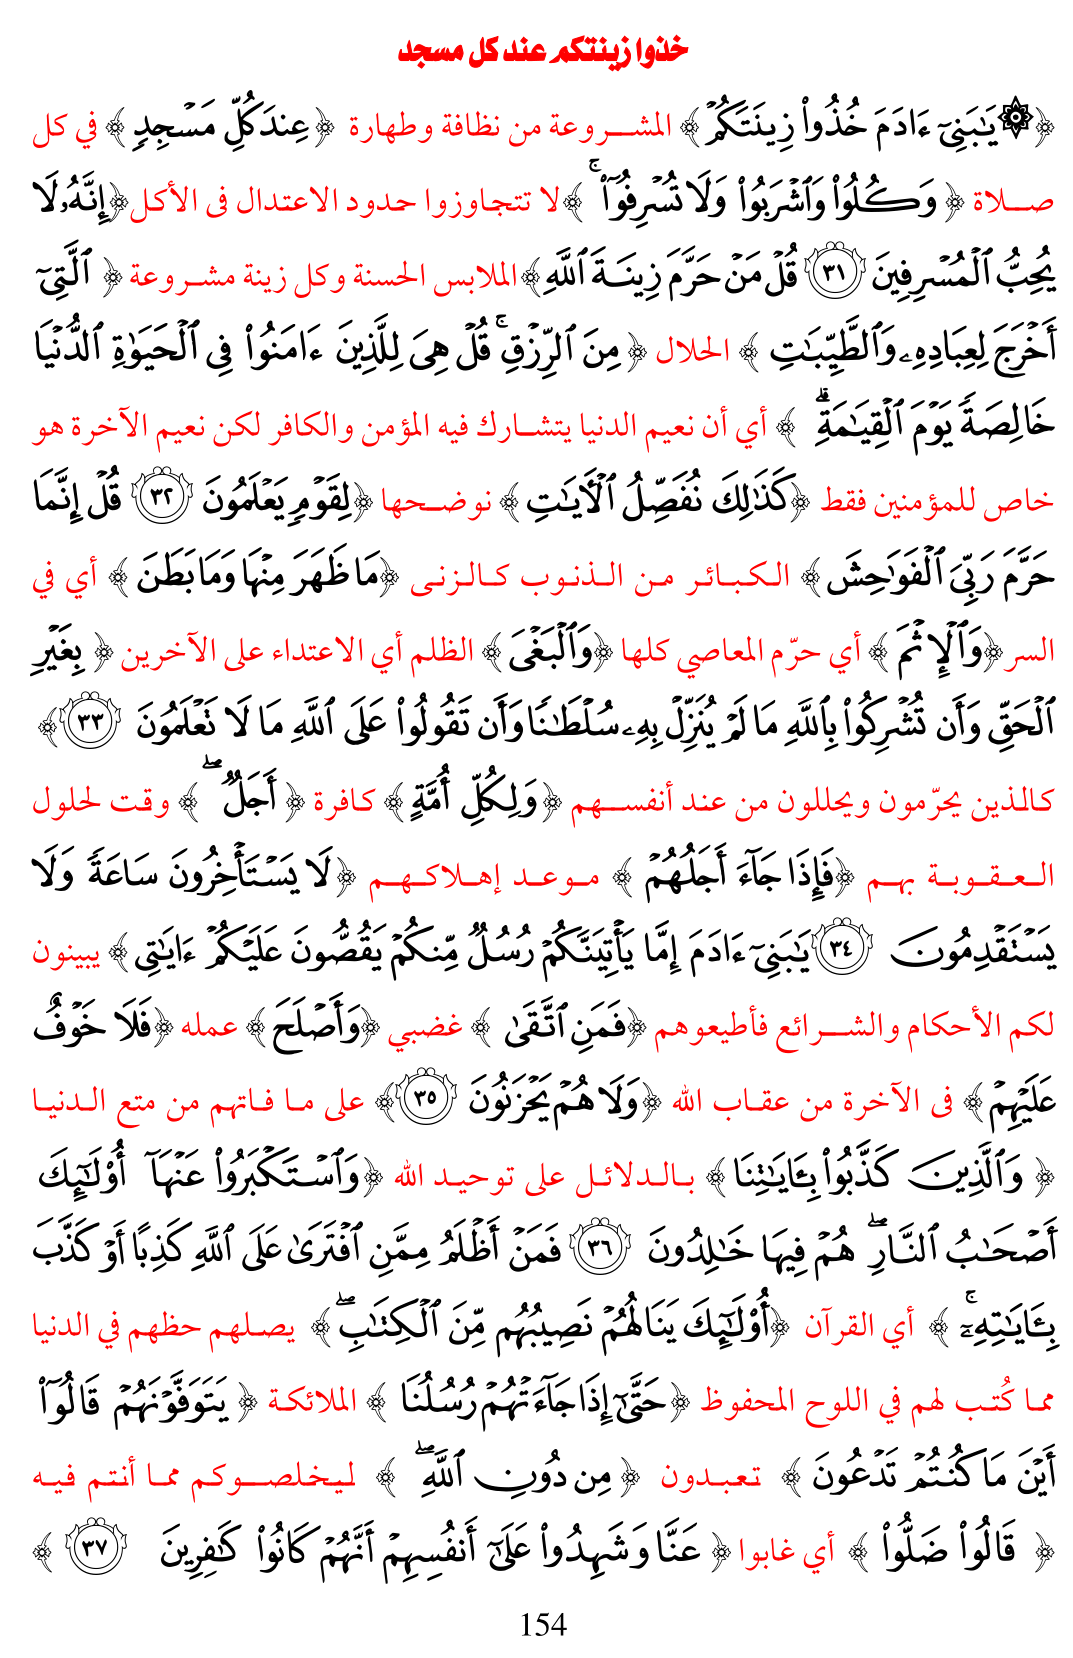 خذوا زينتكم عند كل مسجد
﴿۞يَٰبَنِيٓ ءَادَمَ خُذُواْ زِينَتَكُمۡ﴾ المشروعة من نظافة وطهارة ﴿عِندَ كُلِّ مَسۡجِدٖ﴾ في كل
صلاة ﴿وَكُلُواْ وَٱشۡرَبُواْ وَلَا تُسۡرِفُوٓاْۚ﴾ لا تتجاوزوا حدود الاعتدال فى الأكل ﴿إِنَّهُۥ لَا
يُحِبُّ ٱلۡمُسۡرِفِينَ ٣١ قُلۡ مَنۡ حَرَّمَ زِينَةَ ٱللَّهِ﴾ الملابس الحسنة وكل زينة مشروعة ﴿ٱلَّتِيٓ
أَخۡرَجَ لِعِبَادِهِۦ وَٱلطَّيِّبَٰتِ﴾ الحلال ﴿مِنَ ٱلرِّزۡقِۚ قُلۡ هِيَ لِلَّذِينَ ءَامَنُواْ فِي ٱلۡحَيَوٰةِ ٱلدُّنۡيَا
خَالِصَةٗ يَوۡمَ ٱلۡقِيَٰمَةِۗ﴾ أي أن نعيم الدنيا يتشارك فيه المؤمن والكافر لكن نعيم الآخرة هو
خاص للمؤمنين فقط ﴿كَذَٰلِكَ نُفَصِّلُ ٱلۡأٓيَٰتِ﴾ نوضحها ﴿لِقَوۡمٖ يَعۡلَمُونَ ٣٢ قُلۡ إِنَّمَا
حَرَّمَ رَبِّيَ ٱلۡفَوَٰحِشَ﴾ الكبائر من الذنوب كالزنى ﴿مَا ظَهَرَ مِنۡهَا وَمَا بَطَنَ﴾ أي في
السر ﴿وَٱلۡإِثۡمَ﴾ أي حرّم المعاصي كلها ﴿وَٱلۡبَغۡيَ﴾ الظلم أي الاعتداء على الآخرين ﴿بِغَيۡرِ
ٱلۡحَقِّ وَأَن تُشۡرِكُواْ بِٱللَّهِ مَا لَمۡ يُنَزِّلۡ بِهِۦ سُلۡطَٰنٗا وَأَن تَقُولُواْ عَلَى ٱللَّهِ مَا لَا تَعۡلَمُونَ ٣٣﴾
كالذين يحرّمون ويحللون من عند أنفسهم ﴿وَلِكُلِّ أُمَّةٍ﴾ كافرة ﴿أَجَلٞۖ﴾ وقت لحلول
العقوبة بهم ﴿فَإِذَا جَآءَ أَجَلُهُمۡ﴾ موعد إهلاكهم ﴿لَا يَسۡتَأۡخِرُونَ سَاعَةٗ وَلَا
يَسۡتَقۡدِمُونَ ٣٤ يَٰبَنِيٓ ءَادَمَ إِمَّا يَأۡتِيَنَّكُمۡ رُسُلٞ مِّنكُمۡ يَقُصُّونَ عَلَيۡكُمۡ ءَايَٰتِي﴾ يبينون
لكم الأحكام والشرائع فأطيعوهم ﴿فَمَنِ ٱتَّقَىٰ﴾ غضبي ﴿وَأَصۡلَحَ﴾ عمله ﴿فَلَا خَوۡفٌ
عَلَيۡهِمۡ﴾ فى الآخرة من عقاب الله ﴿وَلَا هُمۡ يَحۡزَنُونَ ٣٥﴾ على ما فاتهم من متع الدنيا
﴿وَٱلَّذِينَ كَذَّبُواْ بِـَٔايَٰتِنَا﴾ بالدلائل على توحيد الله ﴿وَٱسۡتَكۡبَرُواْ عَنۡهَآ أُوْلَٰٓئِكَ
أَصۡحَٰبُ ٱلنَّارِۖ هُمۡ فِيهَا خَٰلِدُونَ ٣٦ فَمَنۡ أَظۡلَمُ مِمَّنِ ٱفۡتَرَىٰ عَلَى ٱللَّهِ كَذِبًا أَوۡ كَذَّبَ
بِـَٔايَٰتِهِۦٓۚ﴾ أي القرآن ﴿أُوْلَٰٓئِكَ يَنَالُهُمۡ نَصِيبُهُم مِّنَ ٱلۡكِتَٰبِۖ﴾ يصلهم حظهم في الدنيا
مما كُتب لهم في اللوح المحفوظ ﴿حَتَّىٰٓ إِذَا جَآءَتۡهُمۡ رُسُلُنَا﴾ الملائكة ﴿يَتَوَفَّوۡنَهُمۡ قَالُوٓاْ
أَيۡنَ مَا كُنتُمۡ تَدۡعُونَ﴾ تعبدون ﴿مِن دُونِ ٱللَّهِۖ﴾ ليخلصوكم مما أنتم فيه
﴿قَالُواْ ضَلُّواْ﴾ أي غابوا ﴿عَنَّا وَشَهِدُواْ عَلَىٰٓ أَنفُسِهِمۡ أَنَّهُمۡ كَانُواْ كَٰفِرِينَ ٣٧﴾
154